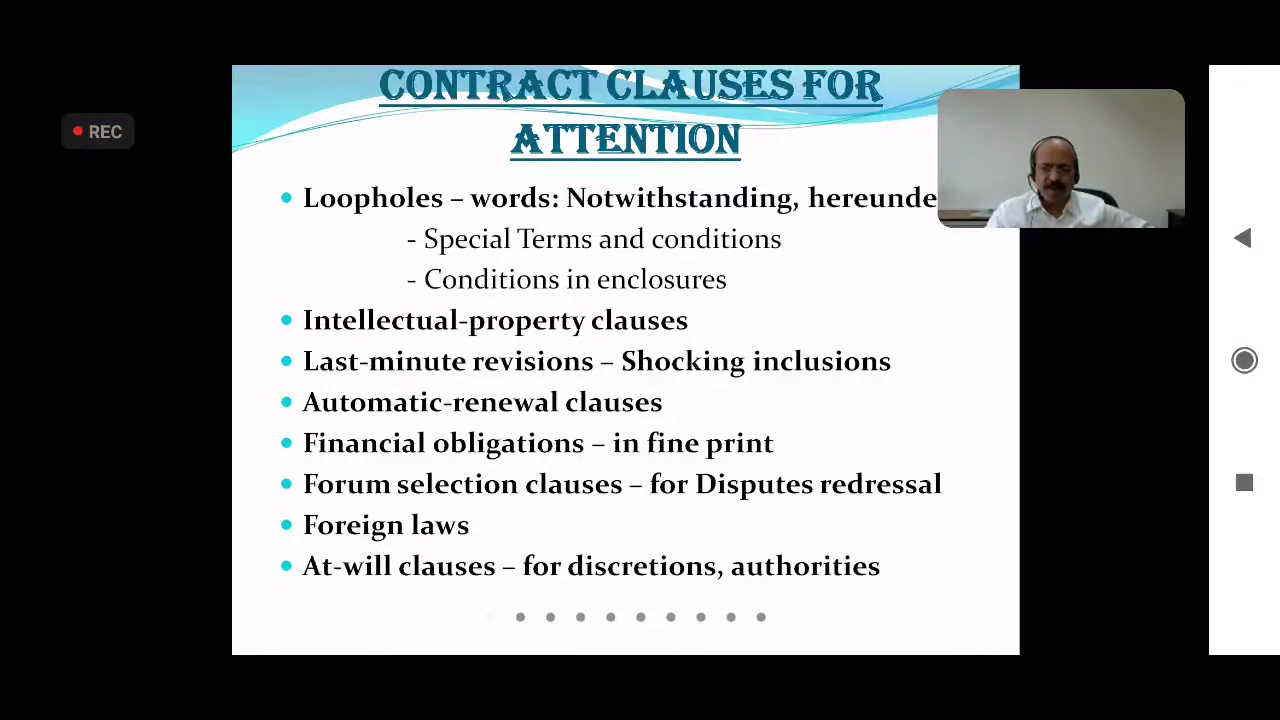 CONTRACT CLAUSES FOR
ATTENTION
REC
• Loopholes – words: Notwithstanding, hereunde
- Special Terms and conditions
- Conditions in enclosures
• Intellectual-property clauses
• Last-minute revisions – Shocking inclusions
• Automatic-renewal clauses
• Financial obligations – in fine print
• Forum selection clauses – for Disputes redressal
• Foreign laws
• At-will clauses – for discretions, authorities